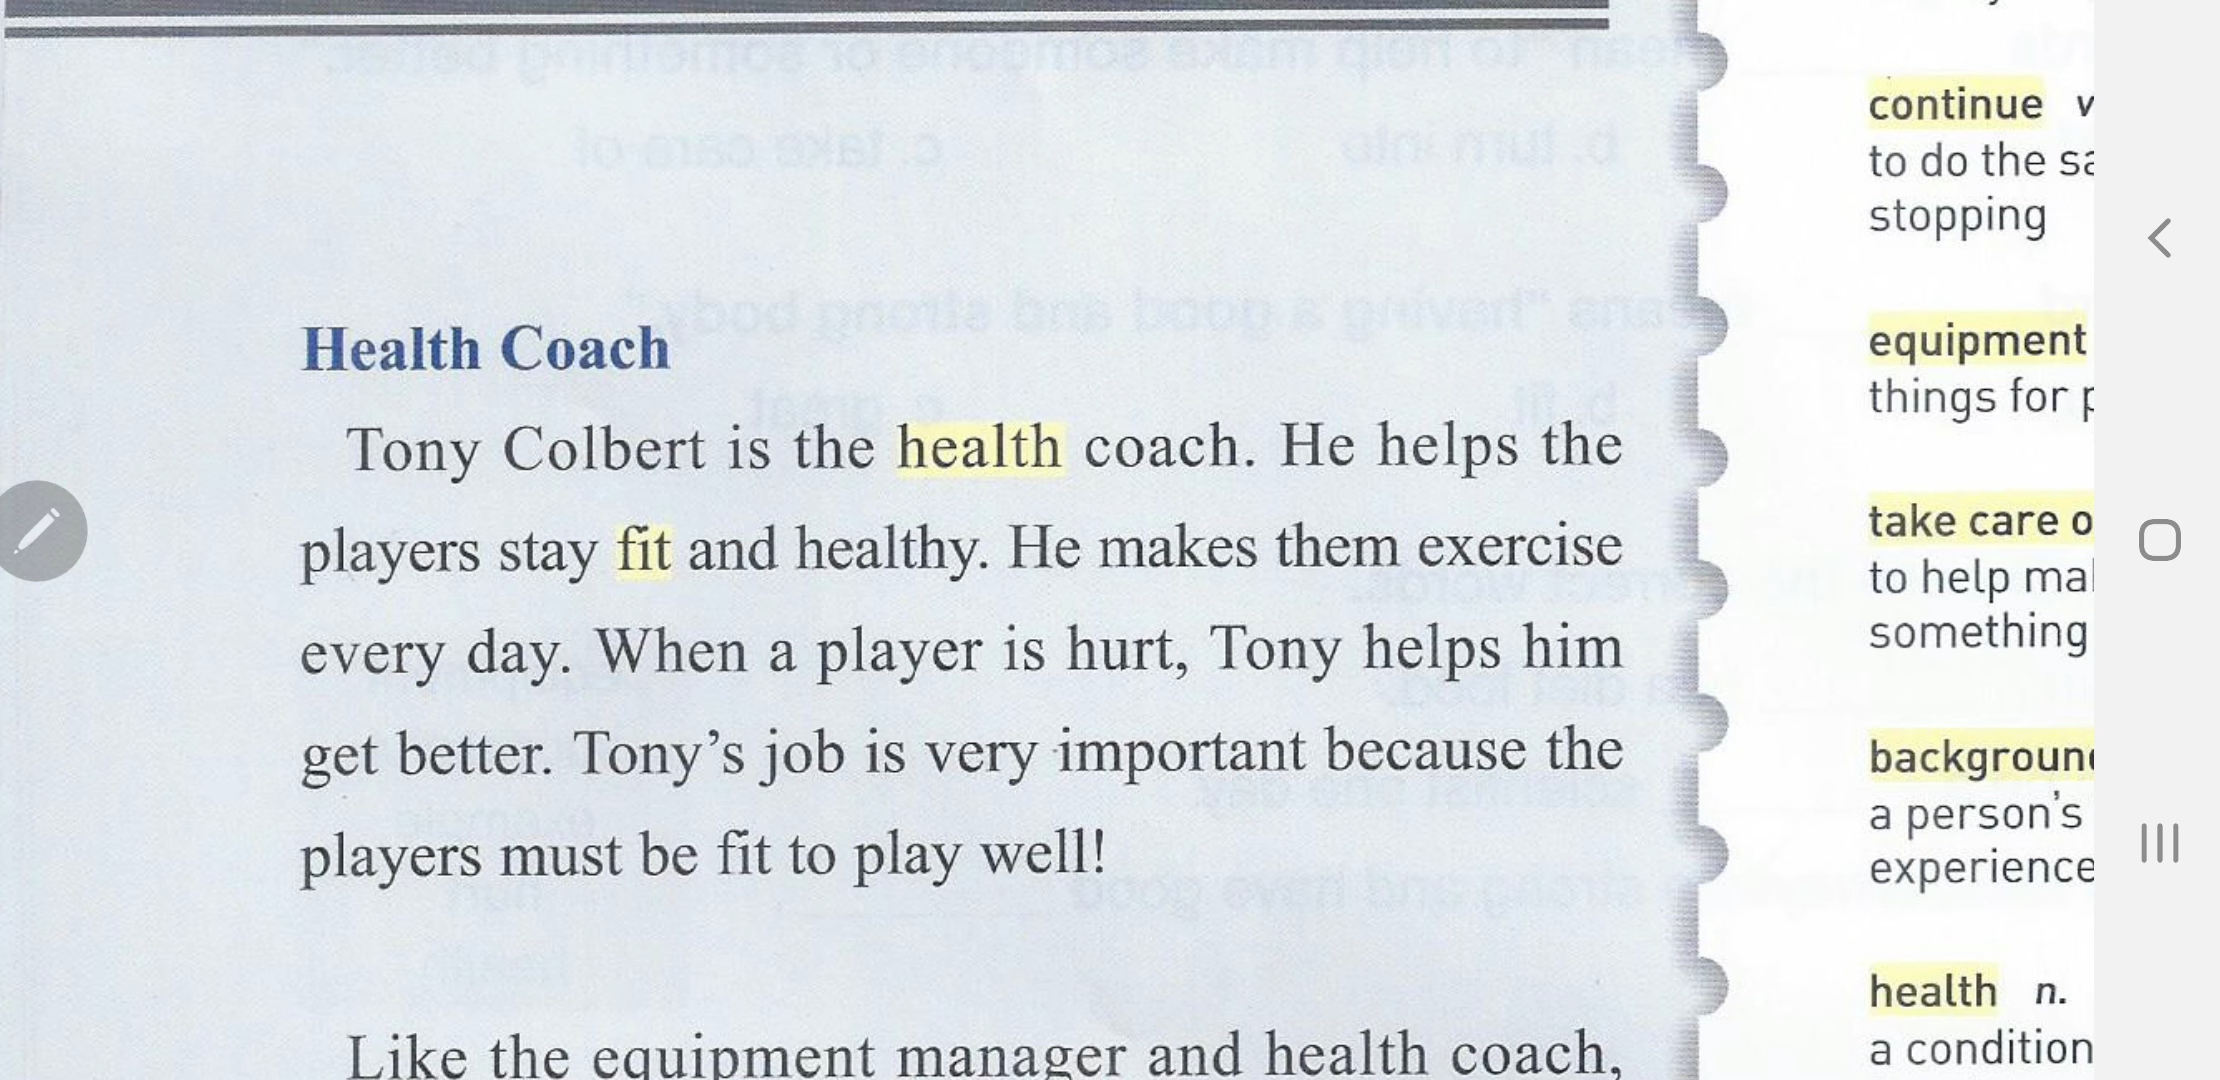 Health Coach
Tony Colbert is the health coach. He helps the
players stay fit and healthy. He makes them exercise
every day. When a player is hurt, Tony helps him
get better. Tony's job is very important because the
players must be fit to play well!
Like the equipment manager and health coach,
continue v
to do the sa
stopping
equipment
things for p
take care o
to help mak
something
background
a person's
experience
health n.
a condition